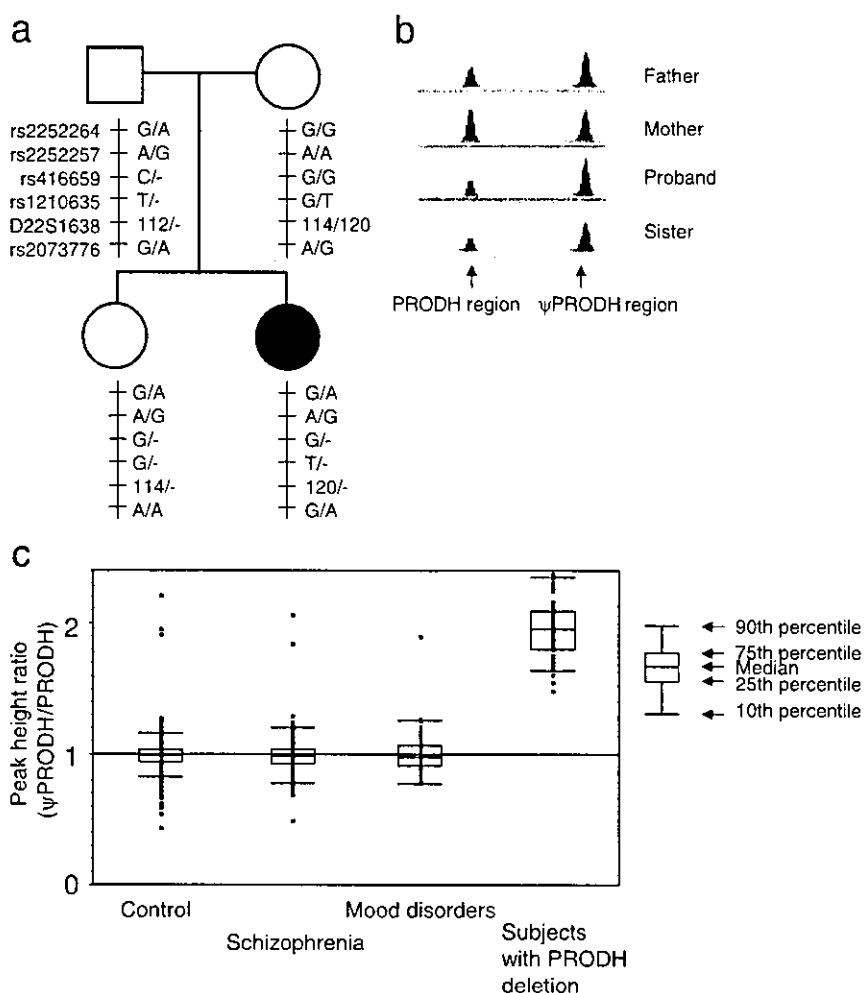 a
rs2252264 G/A G/G
rs2252257 A/G A/A
rs416659 C/- G/G
rs1210635 T/- G/T
D22S1638 112/- 114/120
rs2073776 G/A A/G
G/A G/A
A/G A/G
G/- G/-
G/- T/-
114/- 120/-
A/A G/A
b
Father
Mother
Proband
Sister
PRODH region ψPRODH region
c
Peak height ratio
(ψPRODH/PRODH)
2
1
0
Control
Schizophrenia
Mood disorders
Subjects
with PRODH
deletion
90th percentile
75th percentile
Median
25th percentile
10th percentile